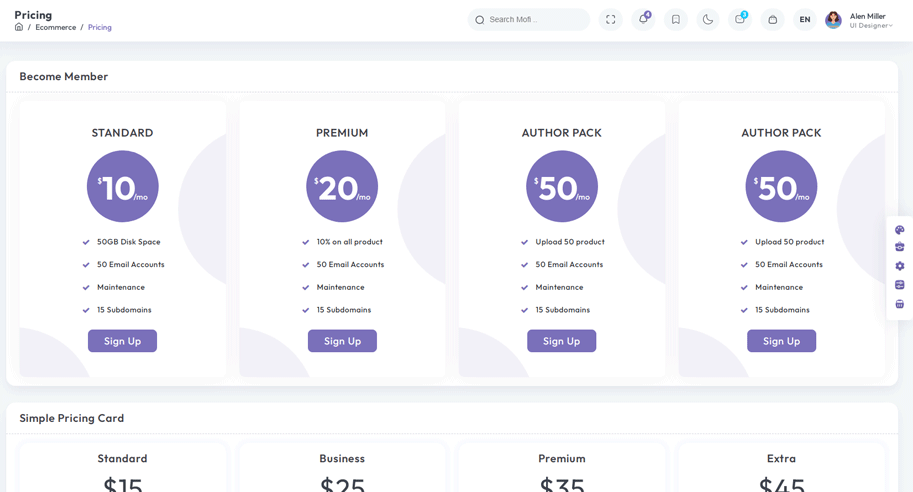 Pricing
/ Ecommerce / Pricing
Search Mofi ...
4
3
EN
Alen Miller
UI Designer
Become Member
STANDARD
$10/mo
50GB Disk Space
50 Email Accounts
Maintenance
15 Subdomains
Sign Up
PREMIUM
$20/mo
10% on all product
50 Email Accounts
Maintenance
15 Subdomains
Sign Up
AUTHOR PACK
$50/mo
Upload 50 product
50 Email Accounts
Maintenance
15 Subdomains
Sign Up
AUTHOR PACK
$50/mo
Upload 50 product
50 Email Accounts
Maintenance
15 Subdomains
Sign Up
Simple Pricing Card
Standard
$15
Business
$25
Premium
$35
Extra
$45